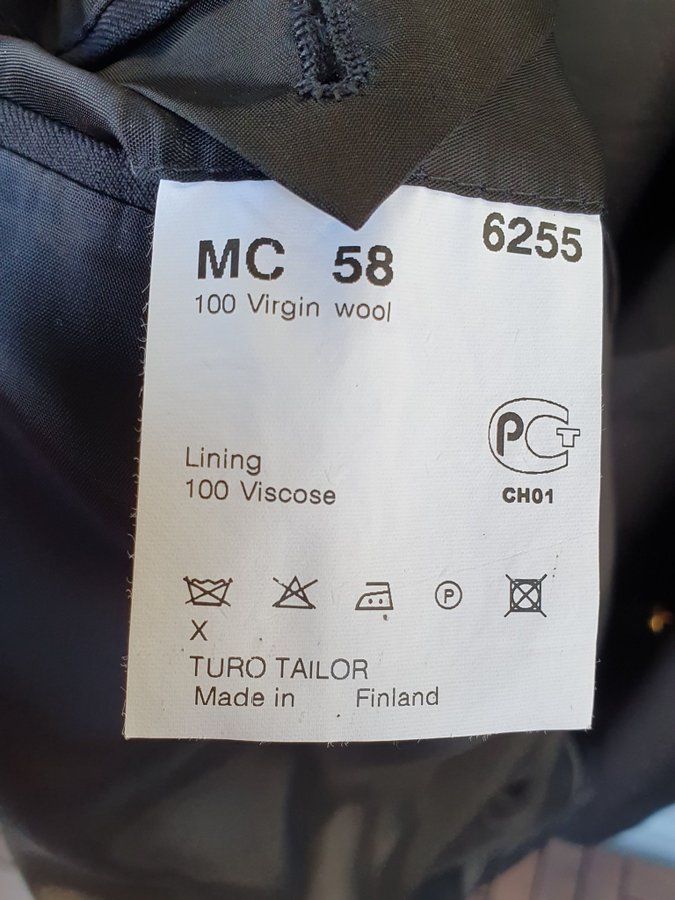 MC 58 6255
100 Virgin wool
PCT
CH01
Lining
100 Viscose
P
X
TURO TAILOR
Made in Finland